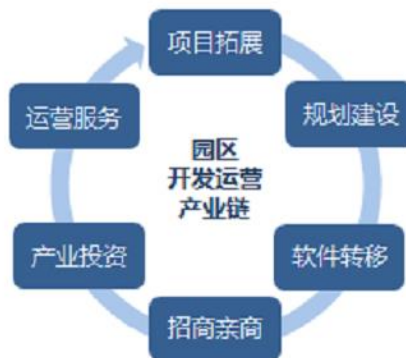 项目拓展
规划建设
软件转移
招商亲商
产业投资
运营服务
园区
开发运营
产业链